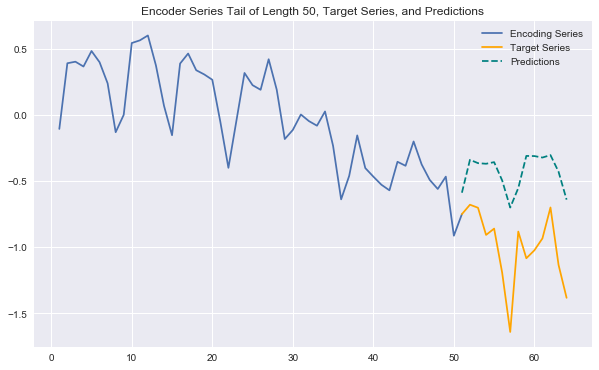 Encoder Series Tail of Length 50, Target Series, and Predictions
Encoding Series
Target Series
Predictions
0.5
0.0
−0.5
−1.0
−1.5
0 10 20 30 40 50 60